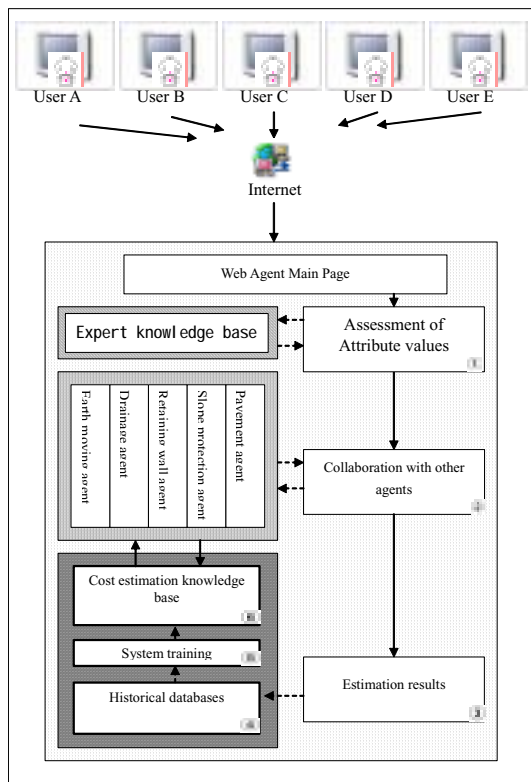 User A
User B
User C
User D
User E
Internet
Web Agent Main Page
Expert knowledge base
Assessment of
Attribute values
Earth moving agent
Drainage agent
Retaining wall agent
Slope protection agent
Pavement agent
Collaboration with other
agents
Cost estimation knowledge
base
System training
Historical databases
Estimation results